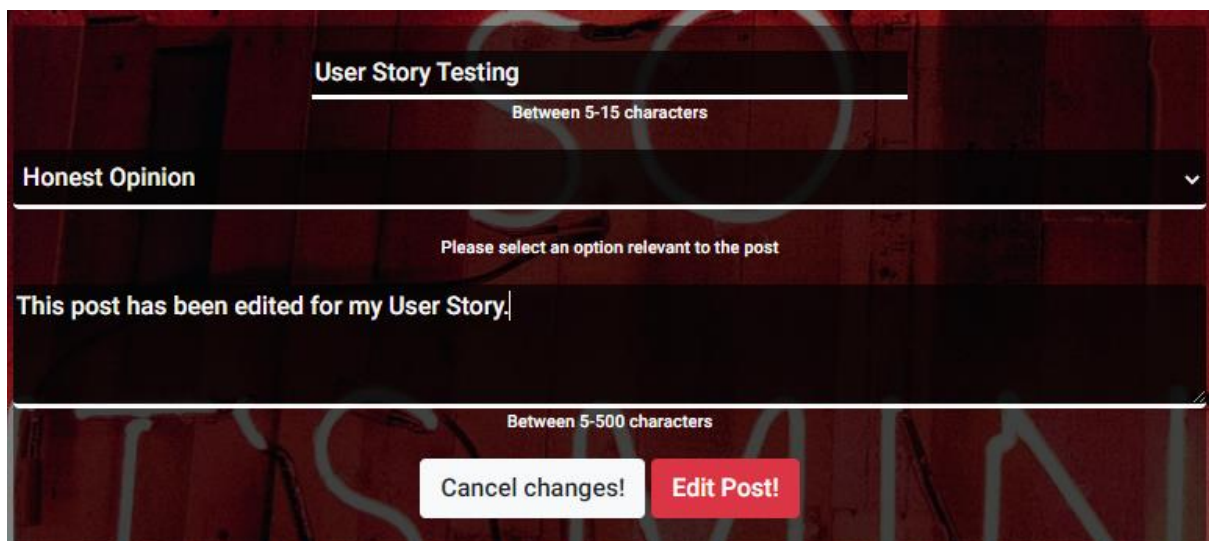 User Story Testing
Between 5-15 characters
Honest Opinion
Please select an option relevant to the post
This post has been edited for my User Story.
Between 5-500 characters
Cancel changes! Edit Post!